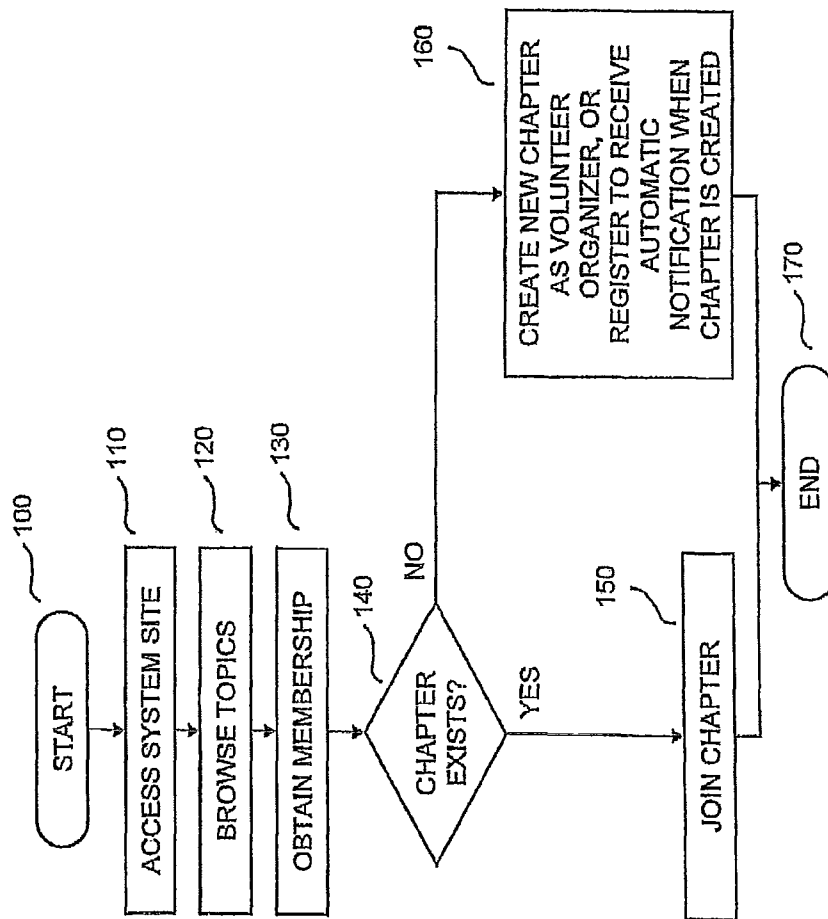 START
100
ACCESS SYSTEM SITE
110
BROWSE TOPICS
120
OBTAIN MEMBERSHIP
130
CHAPTER
EXISTS?
140
NO
YES
CREATE NEW CHAPTER
AS VOLUNTEER
ORGANIZER, OR
REGISTER TO RECEIVE
AUTOMATIC
NOTIFICATION WHEN
CHAPTER IS CREATED
160
JOIN CHAPTER
150
END
170